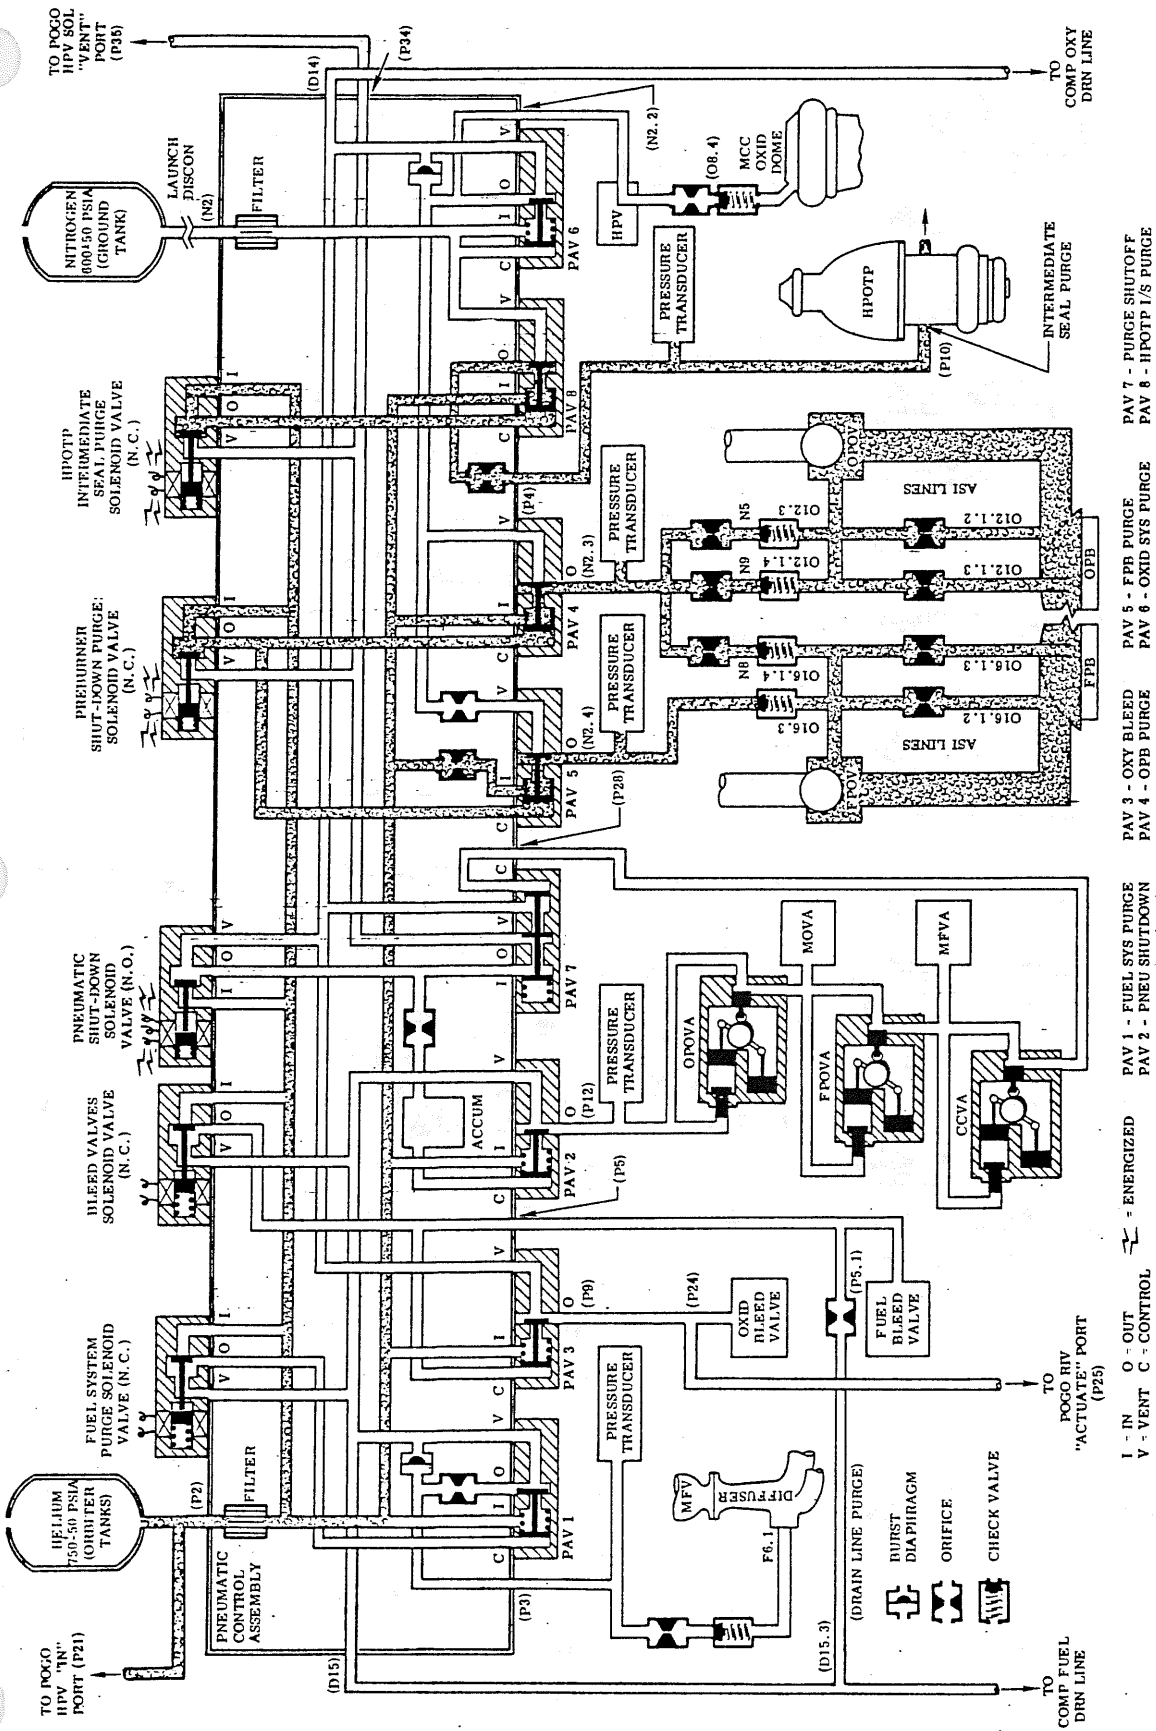 TO POGO
HPV SOL
"VENT"
PORT
(P35)
(P34)
(D14)
TO
COMP OXY
DRN LINE
NITROGEN
600±50 PSIA
(GROUND
TANK)
LAUNCH
DISCON
(N2)
FILTER
HPOTP
INTERMEDIATE
SEAL PURGE
SOLENOID VALVE
(N.C.)
V O I
PREBURNER
SHUT-DOWN PURGE
SOLENOID VALVE
(N.C.)
V O I
PNEUMATIC
SHUT-DOWN
SOLENOID
VALVE (N.O.)
I O V
BLEED VALVES
SOLENOID VALVE
(N.C.)
V O I
FUEL SYSTEM
PURGE SOLENOID
VALVE (N.C.)
V O I
HELIUM
750-50 PSIA
(ORBITER
TANKS)
(P2)
FILTER
TO POGO
HPV "IN"
PORT (P21)
PNEUMATIC
CONTROL
ASSEMBLY
(D15)
(P3)
C I O V
PAV 1
C I O V
PAV 3
(P9)
(P5)
C I O V
PAV 2
(P12)
ACCUM
I O V C
PAV 7
(P28)
C I O V
PAV 5
(N2.4)
C I O V
PAV 4
(N2.3)
(P4)
C I O V
PAV 8
C I O V
PAV 6
(N2.2)
HPV
(O8.4)
MCC
OXID
DOME
PRESSURE
TRANSDUCER
HPOTP
(P10)
INTERMEDIATE
SEAL PURGE
PRESSURE
TRANSDUCER
PRESSURE
TRANSDUCER
N5
O12.3
N9
O12.1.4
N8
O16.1.4
O16.3
OPOV
ASI LINES
O12.1.2
O12.1.3
OPB
O16.1.3
O16.1.2
FPB
ASI LINES
FPOV
PRESSURE
TRANSDUCER
OPOVA
MOVA
FPOVA
MFVA
CCVA
(P24)
OXID
BLEED
VALVE
(P5.1)
FUEL
BLEED
VALVE
TO
POGO RIV
"ACTUATE" PORT
(P25)
PRESSURE
TRANSDUCER
MFV
DIFFUSER
F6.1
(DRAIN LINE PURGE)
(D15.3)
TO
COMP FUEL
DRN LINE
BURST
DIAPHRAGM
ORIFICE
CHECK VALVE
I - IN O - OUT = ENERGIZED
V - VENT C - CONTROL
PAV 1 - FUEL SYS PURGE PAV 3 - OXY BLEED PAV 5 - FPB PURGE PAV 7 - PURGE SHUTOFF
PAV 2 - PNEU SHUTDOWN PAV 4 - OPB PURGE PAV 6 - OXID SYS PURGE PAV 8 - HPOTP I/S PURGE